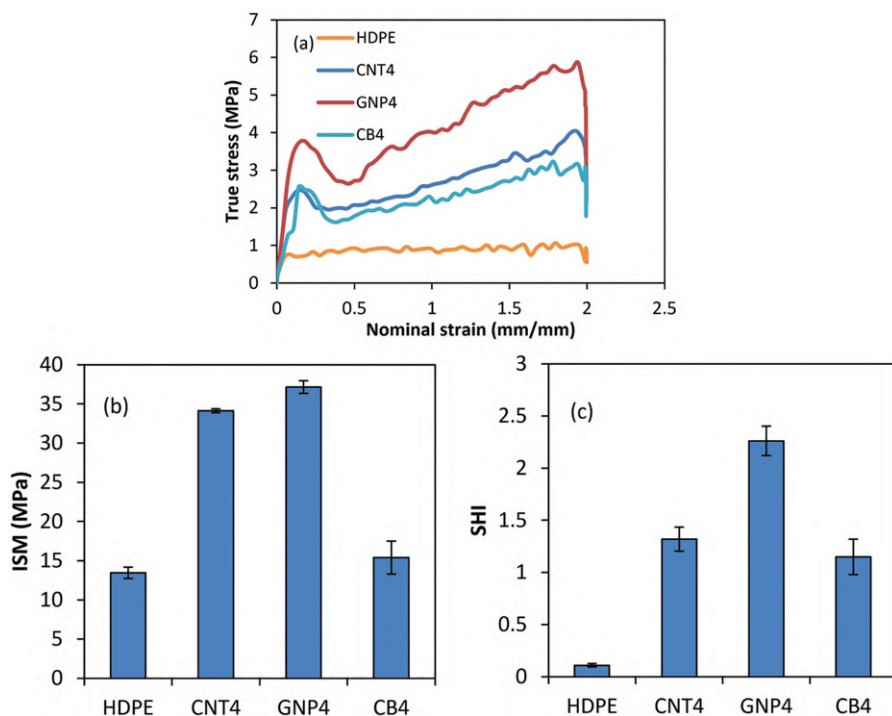 (a)
HDPE
CNT4
GNP4
CB4
True stress (MPa)
7
6
5
4
3
2
1
0
0 0.5 1 1.5 2 2.5
Nominal strain (mm/mm)
(b)
ISM (MPa)
40
35
30
25
20
15
10
5
0
HDPE CNT4 GNP4 CB4
(c)
SHI
3
2.5
2
1.5
1
0.5
0
HDPE CNT4 GNP4 CB4